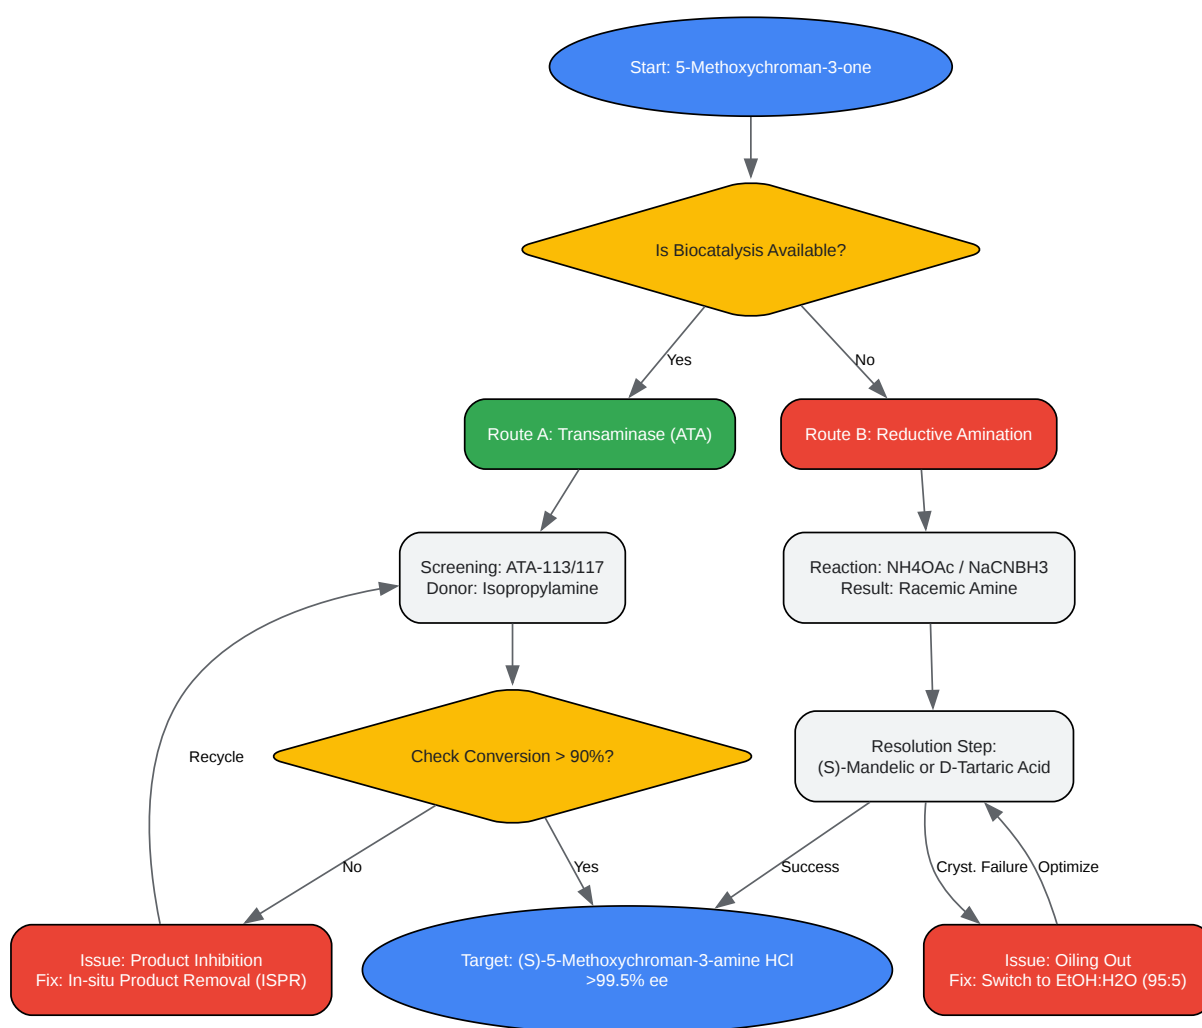 Start: 5-Methoxychroman-3-one
Is Biocatalysis Available?
Yes
No
Route A: Transaminase (ATA)
Route B: Reductive Amination
Screening: ATA-113/117
Donor: Isopropylamine
Reaction: NH4OAc / NaCNBH3
Result: Racemic Amine
Recycle
Check Conversion > 90%?
Resolution Step:
(S)-Mandelic or D-Tartaric Acid
No
Yes
Success
Cryst. Failure
Optimize
Issue: Product Inhibition
Fix: In-situ Product Removal (ISPR)
Target: (S)-5-Methoxychroman-3-amine HCl
>99.5% ee
Issue: Oiling Out
Fix: Switch to EtOH:H2O (95:5)